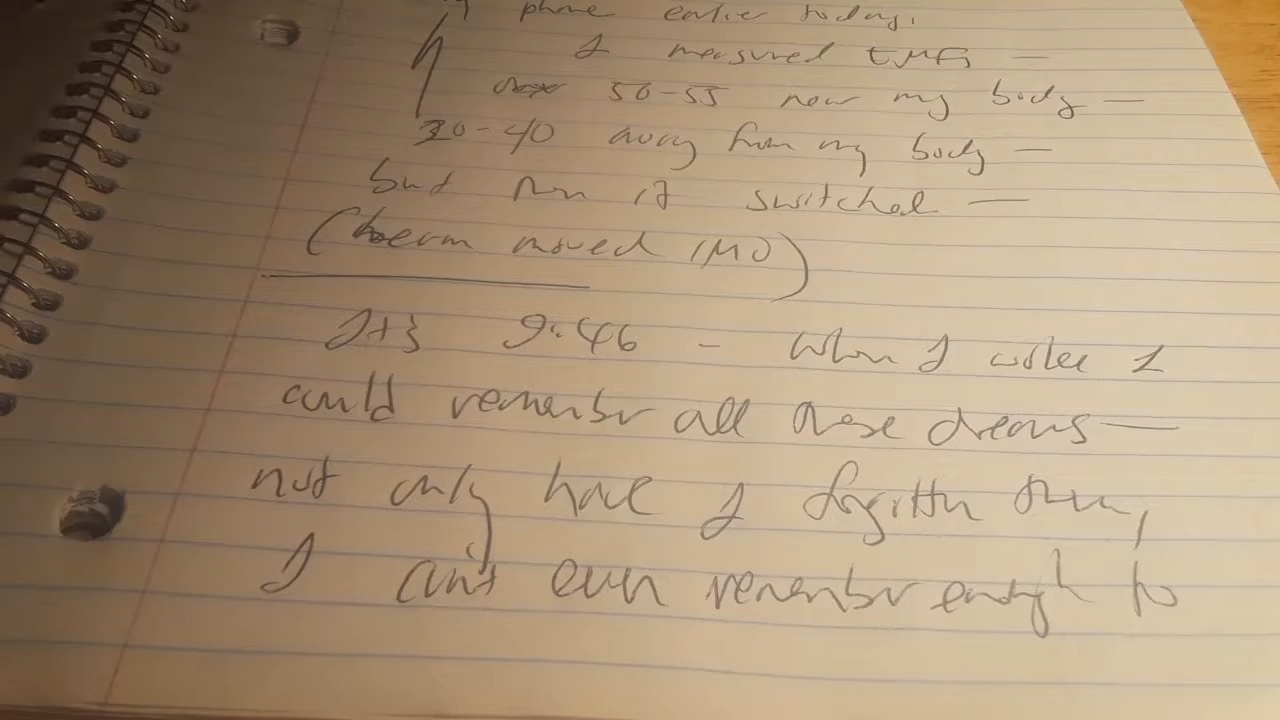 phone earlier today.
I measured EMFs —
50-55 near my body —
30-40 away from my body —
but then it switched —
(beam moved IMO)
It's 9:46 - when I woke I
could remember all these dreams —
not only have I forgotten them,
I can't even remember enough to